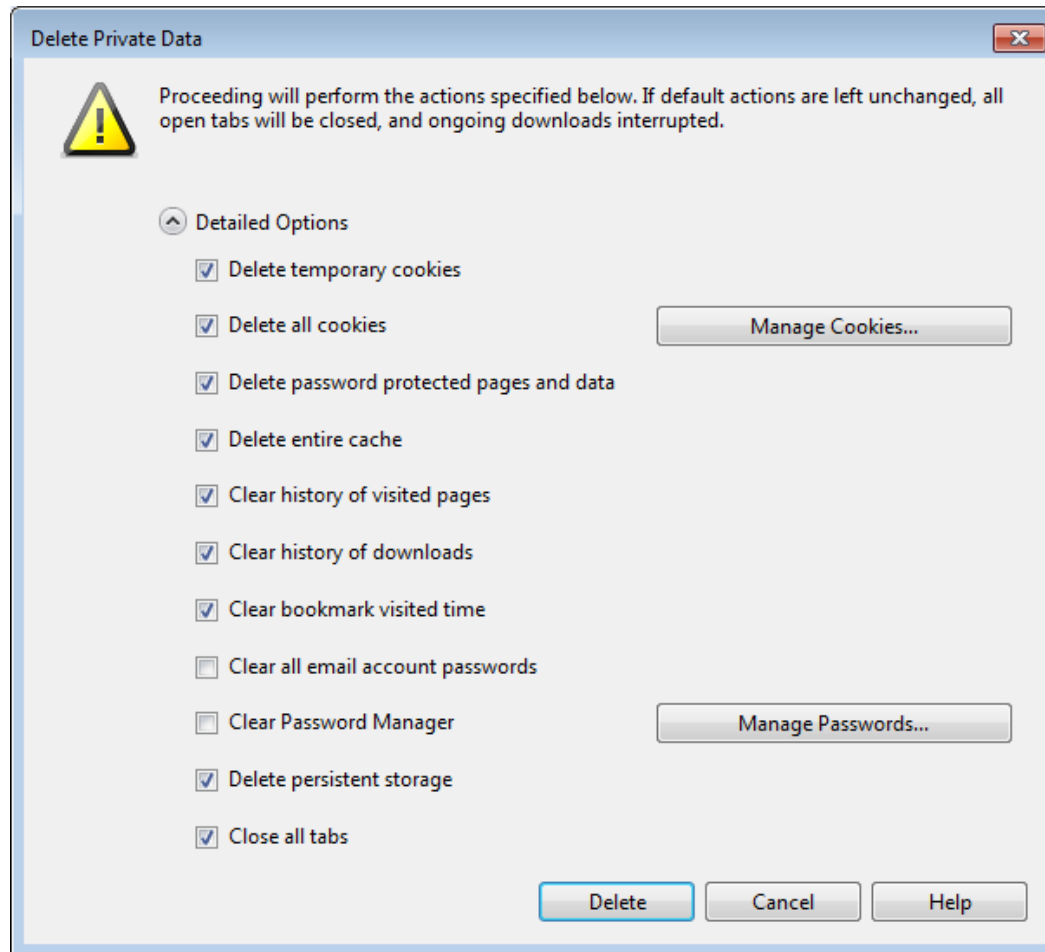 Delete Private Data
Proceeding will perform the actions specified below. If default actions are left unchanged, all
open tabs will be closed, and ongoing downloads interrupted.
Detailed Options
Delete temporary cookies
Delete all cookies
Manage Cookies...
Delete password protected pages and data
Delete entire cache
Clear history of visited pages
Clear history of downloads
Clear bookmark visited time
Clear all email account passwords
Clear Password Manager
Manage Passwords...
Delete persistent storage
Close all tabs
Delete
Cancel
Help